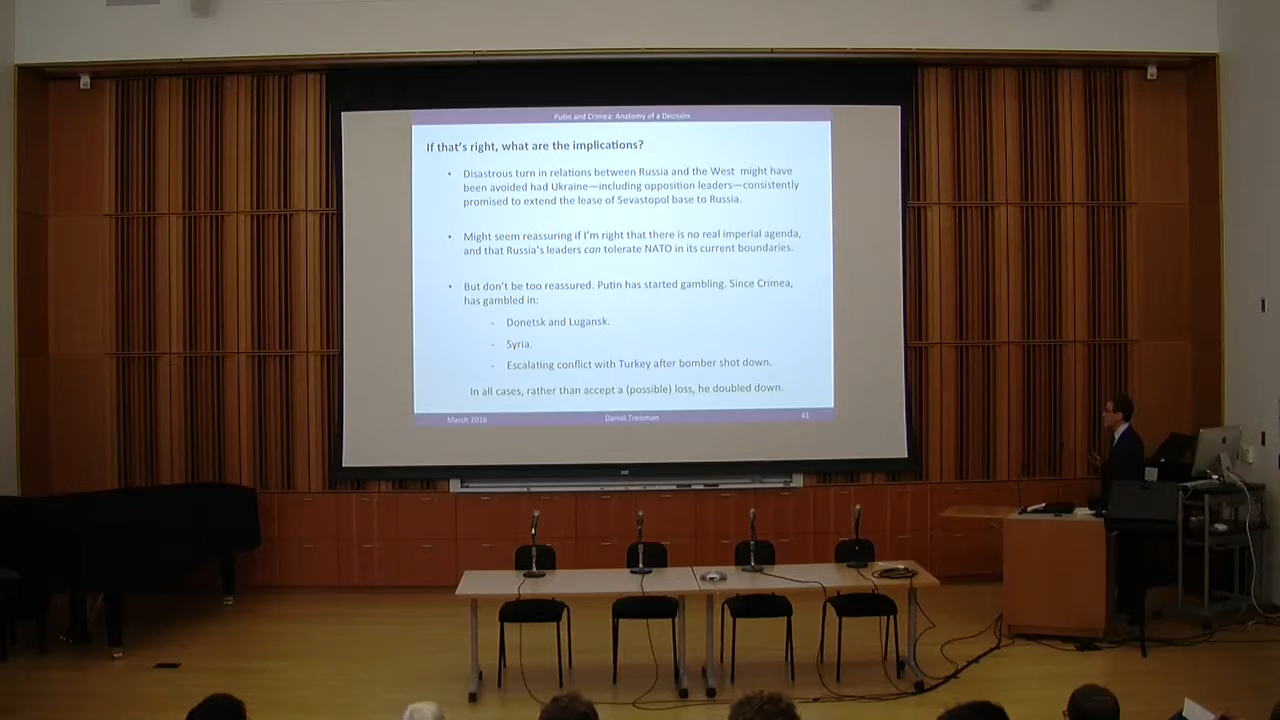 Putin and Crimea: Anatomy of a Decision
If that's right, what are the implications?
• Disastrous turn in relations between Russia and the West might have
been avoided had Ukraine—including opposition leaders—consistently
promised to extend the lease of Sevastopol base to Russia.
• Might seem reassuring if I'm right that there is no real imperial agenda,
and that Russia's leaders can tolerate NATO in its current boundaries.
• But don't be too reassured. Putin has started gambling. Since Crimea,
has gambled in:
- Donetsk and Lugansk.
- Syria.
- Escalating conflict with Turkey after bomber shot down.
In all cases, rather than accept a (possible) loss, he doubled down.
March 2016 Daniel Treisman 41